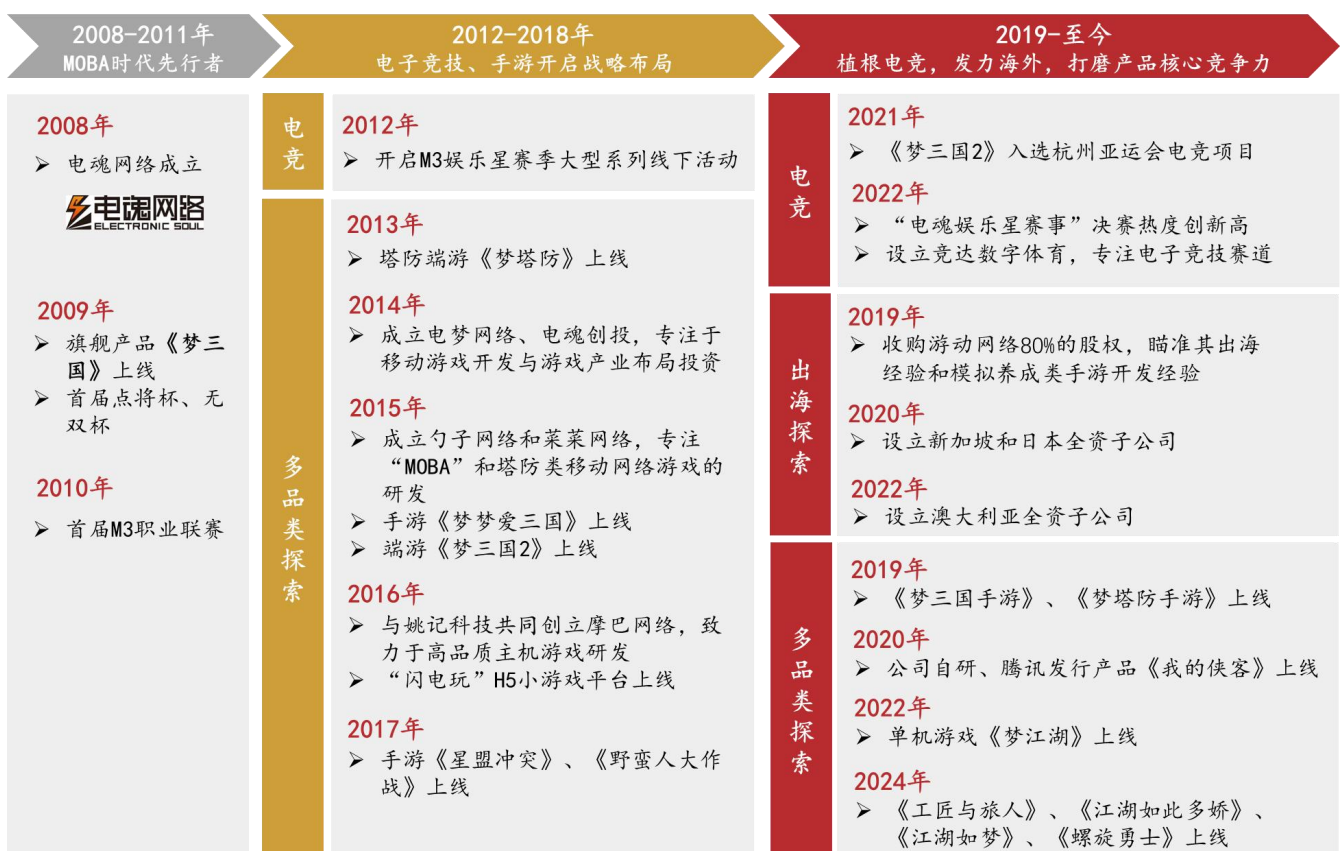 2008-2011年
MOBA时代先行者
2012-2018年
电子竞技、手游开启战略布局
2019-至今
植根电竞，发力海外，打磨产品核心竞争力
2008年
➢ 电魂网络成立
电魂网络
ELECTRONIC SOUL
2009年
➢ 旗舰产品《梦三
国》上线
➢ 首届点将杯、无
双杯
2010年
➢ 首届M3职业联赛
电竞
2012年
➢ 开启M3娱乐星赛季大型系列线下活动
多品类探索
2013年
➢ 塔防端游《梦塔防》上线
2014年
➢ 成立电梦网络、电魂创投，专注于
移动游戏开发与游戏产业布局投资
2015年
➢ 成立勺子网络和菜菜网络，专注
“MOBA”和塔防类移动网络游戏的
研发
➢ 手游《梦梦爱三国》上线
➢ 端游《梦三国2》上线
2016年
➢ 与姚记科技共同创立摩巴网络，致
力于高品质主机游戏研发
➢ “闪电玩”H5小游戏平台上线
2017年
➢ 手游《星盟冲突》、《野蛮人大作
战》上线
电竞
2021年
➢ 《梦三国2》入选杭州亚运会电竞项目
2022年
➢ “电魂娱乐星赛事”决赛热度创新高
➢ 设立竞达数字体育，专注电子竞技赛道
出海探索
2019年
➢ 收购游动网络80%的股权，瞄准其出海
经验和模拟养成类手游开发经验
2020年
➢ 设立新加坡和日本全资子公司
2022年
➢ 设立澳大利亚全资子公司
多品类探索
2019年
➢ 《梦三国手游》、《梦塔防手游》上线
2020年
➢ 公司自研、腾讯发行产品《我的侠客》上线
2022年
➢ 单机游戏《梦江湖》上线
2024年
➢ 《工匠与旅人》、《江湖如此多娇》、
《江湖如梦》、《螺旋勇士》上线